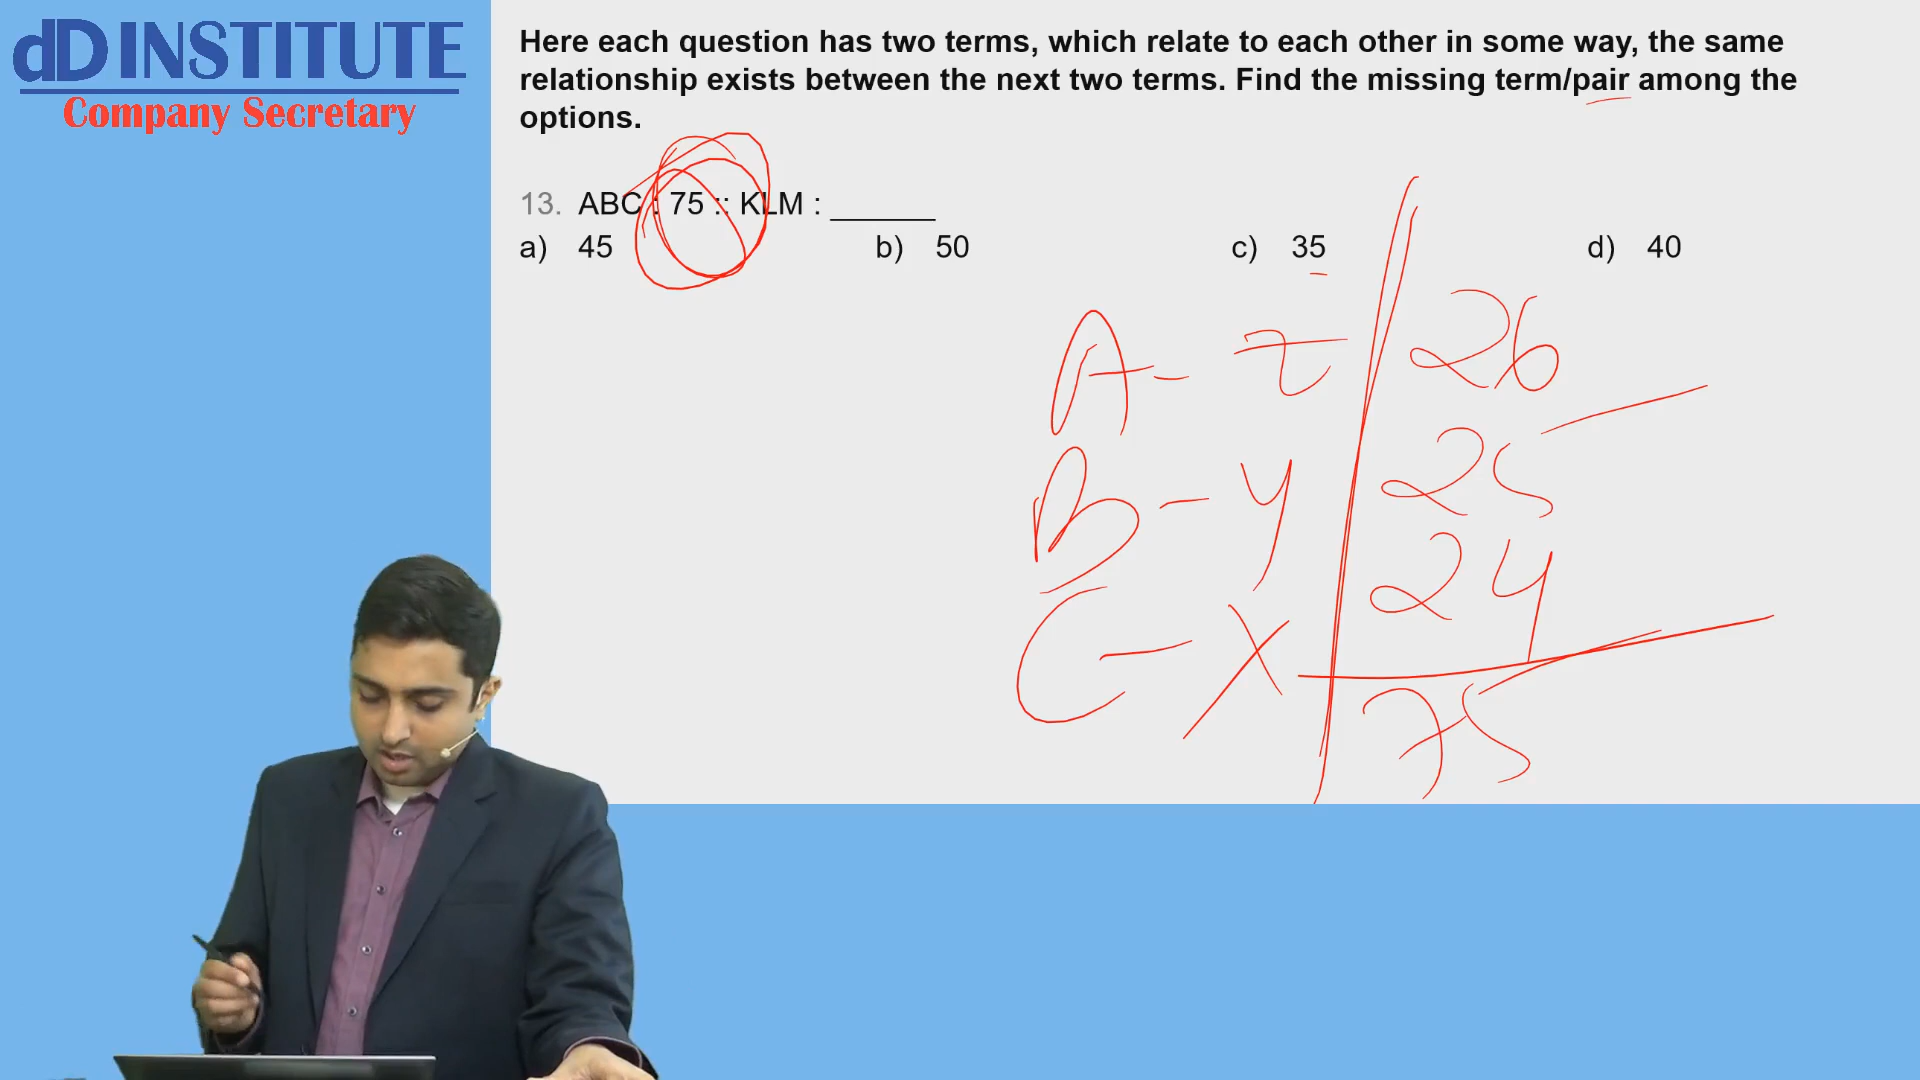 dD INSTITUTE
Company Secretary
Here each question has two terms, which relate to each other in some way, the same
relationship exists between the next two terms. Find the missing term/pair among the
options.
13. ABC : 75 :: KLM : ______
a) 45 b) 50 c) 35 d) 40
A - Z 26
B - Y 25
C - X 24
75